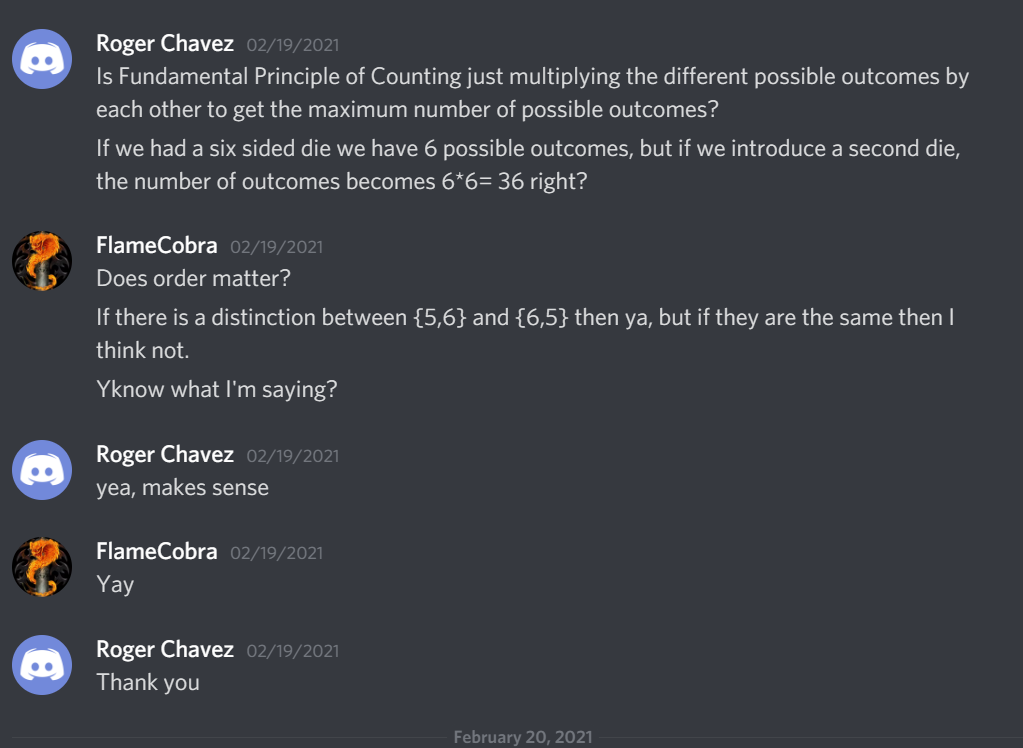 Roger Chavez 02/19/2021
Is Fundamental Principle of Counting just multiplying the different possible outcomes by
each other to get the maximum number of possible outcomes?
If we had a six sided die we have 6 possible outcomes, but if we introduce a second die,
the number of outcomes becomes 6*6= 36 right?
FlameCobra 02/19/2021
Does order matter?
If there is a distinction between {5,6} and {6,5} then ya, but if they are the same then I
think not.
Yknow what I'm saying?
Roger Chavez 02/19/2021
yea, makes sense
FlameCobra 02/19/2021
Yay
Roger Chavez 02/19/2021
Thank you
February 20, 2021